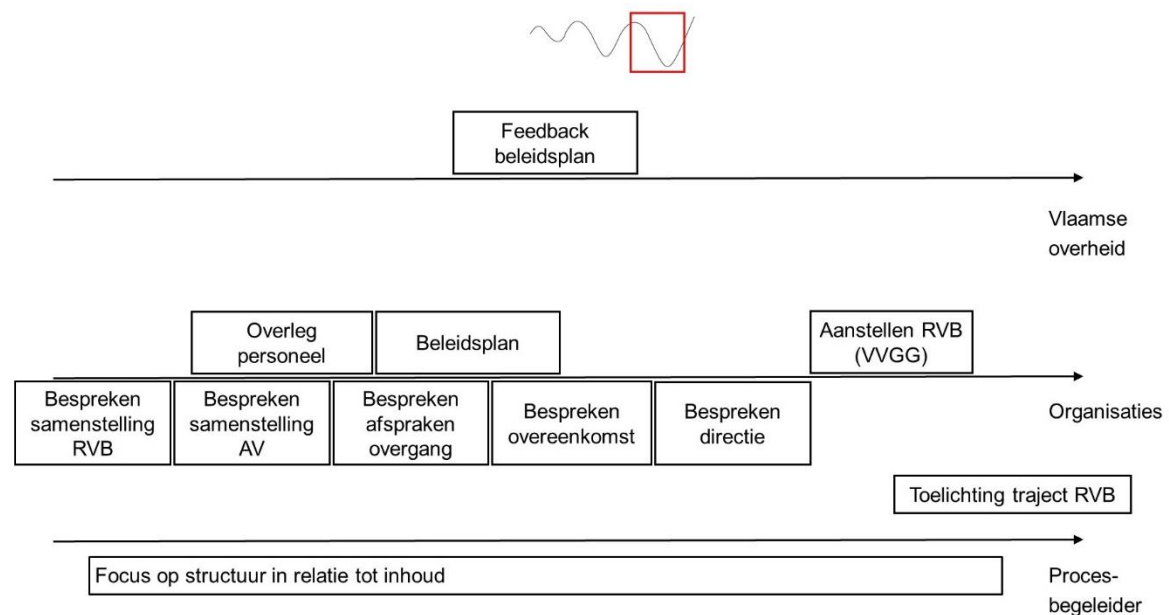 Feedback
beleidsplan
Vlaamse
overheid
Overleg
personeel
Beleidsplan
Aanstellen RVB
(VVGG)
Bespreken
samenstelling
RVB
Bespreken
samenstelling
AV
Bespreken
afspraken
overgang
Bespreken
overeenkomst
Bespreken
directie
Organisaties
Toelichting traject RVB
Focus op structuur in relatie tot inhoud
Proces-
begeleider